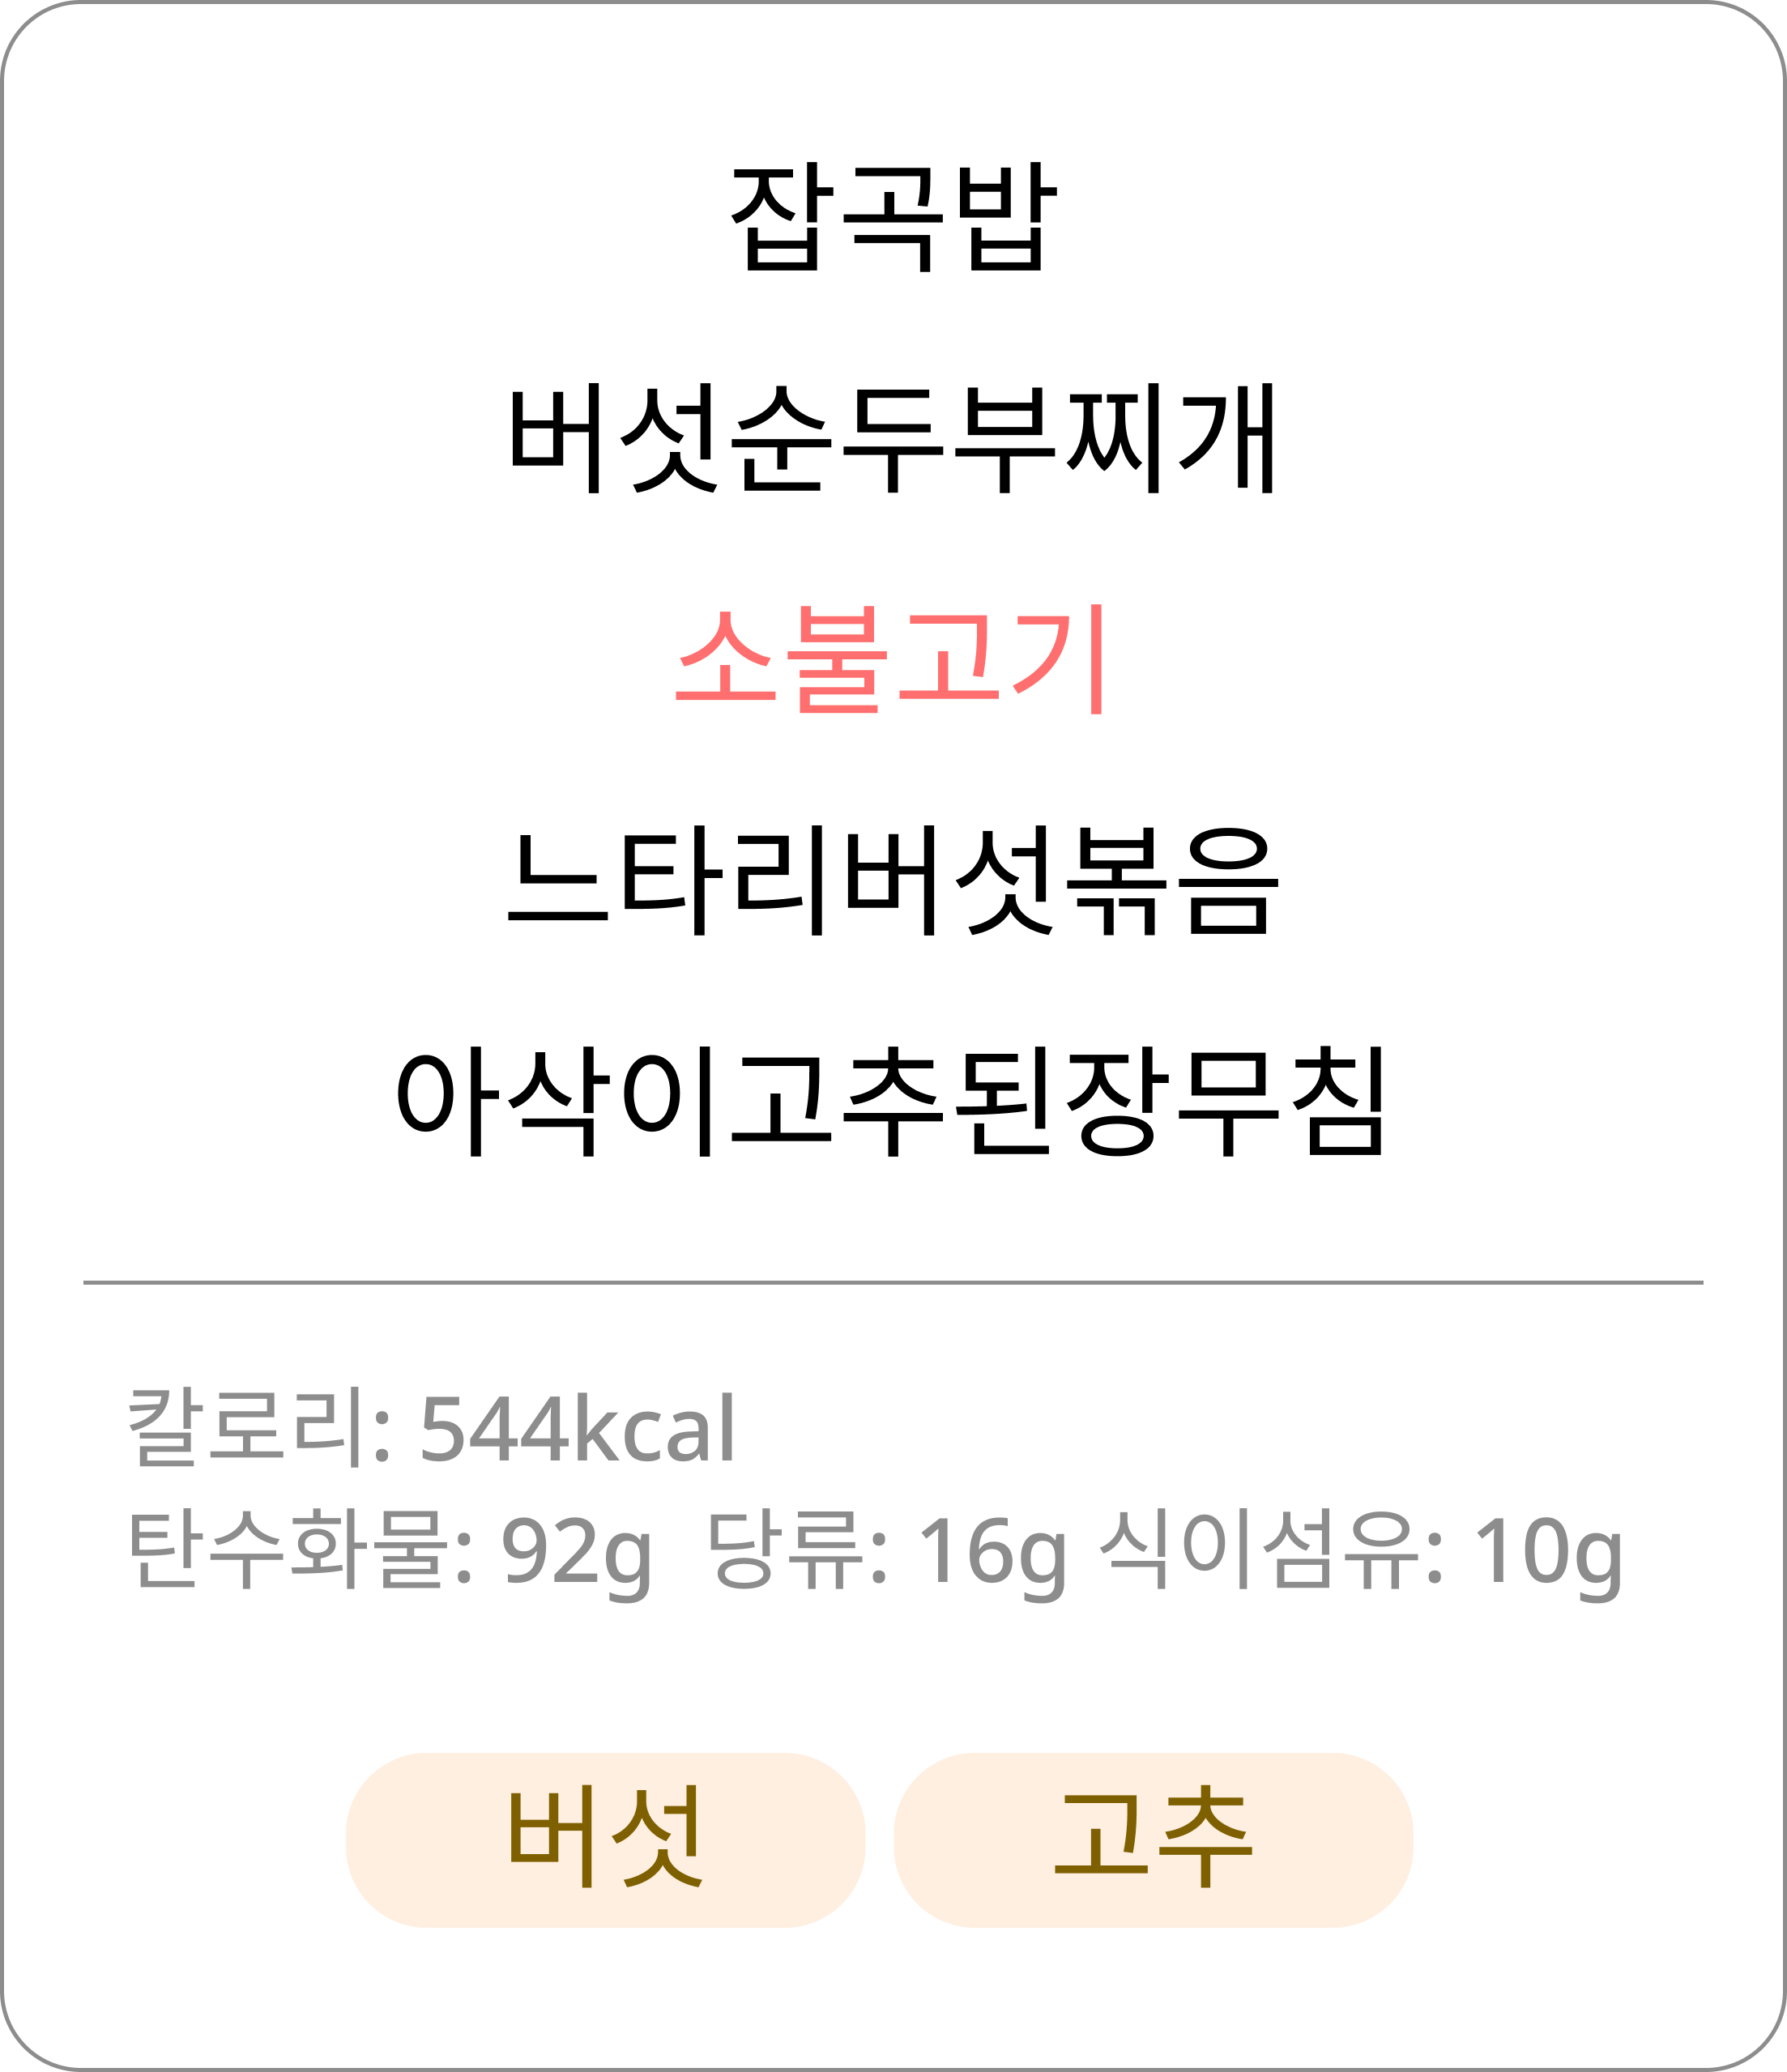 잡곡밥
버섯순두부찌개
소불고기
느타리버섯볶음
아삭이고추된장무침
칼로리: 544kcal
탄수화물: 92g 당류: 16g 식이섬유: 10g
버섯 고추